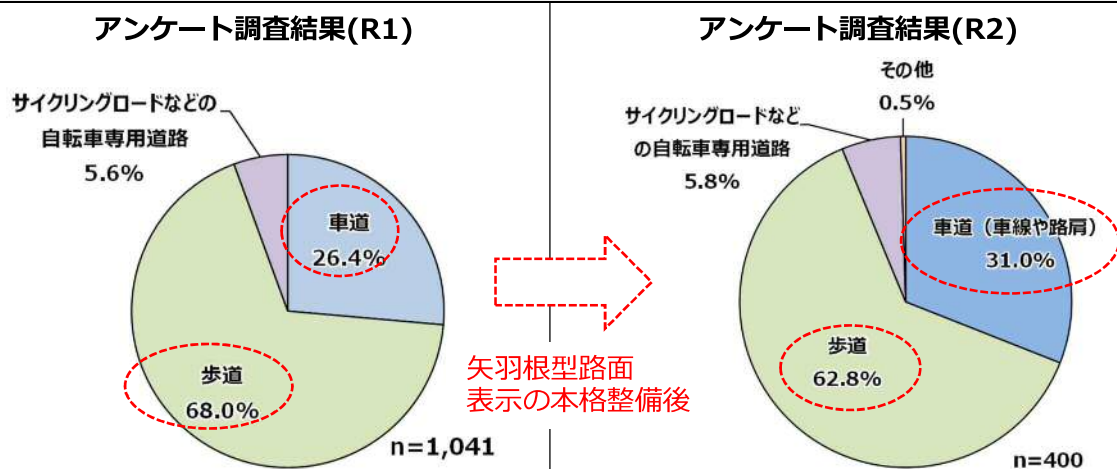 アンケート調査結果(R1)
サイクリングロードなどの
自転車専用道路
5.6%
車道
26.4%
歩道
68.0%
n=1,041
矢羽根型路面
表示の本格整備後
アンケート調査結果(R2)
その他
0.5%
サイクリングロードなど
の自転車専用道路
5.8%
車道（車線や路肩）
31.0%
歩道
62.8%
n=400